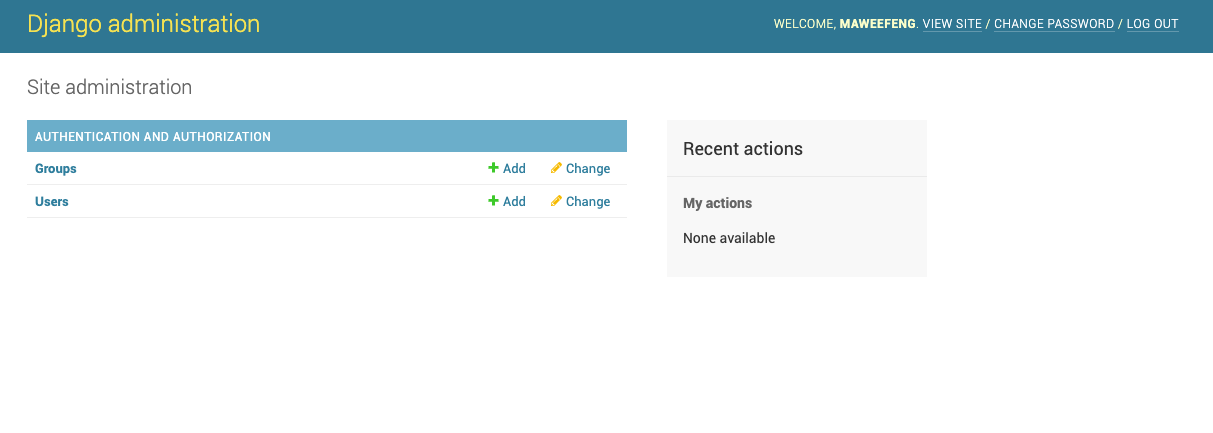 Django administration
WELCOME, MAWEEFENG. VIEW SITE / CHANGE PASSWORD / LOG OUT
Site administration
AUTHENTICATION AND AUTHORIZATION
Groups Add Change
Users Add Change
Recent actions
My actions
None available